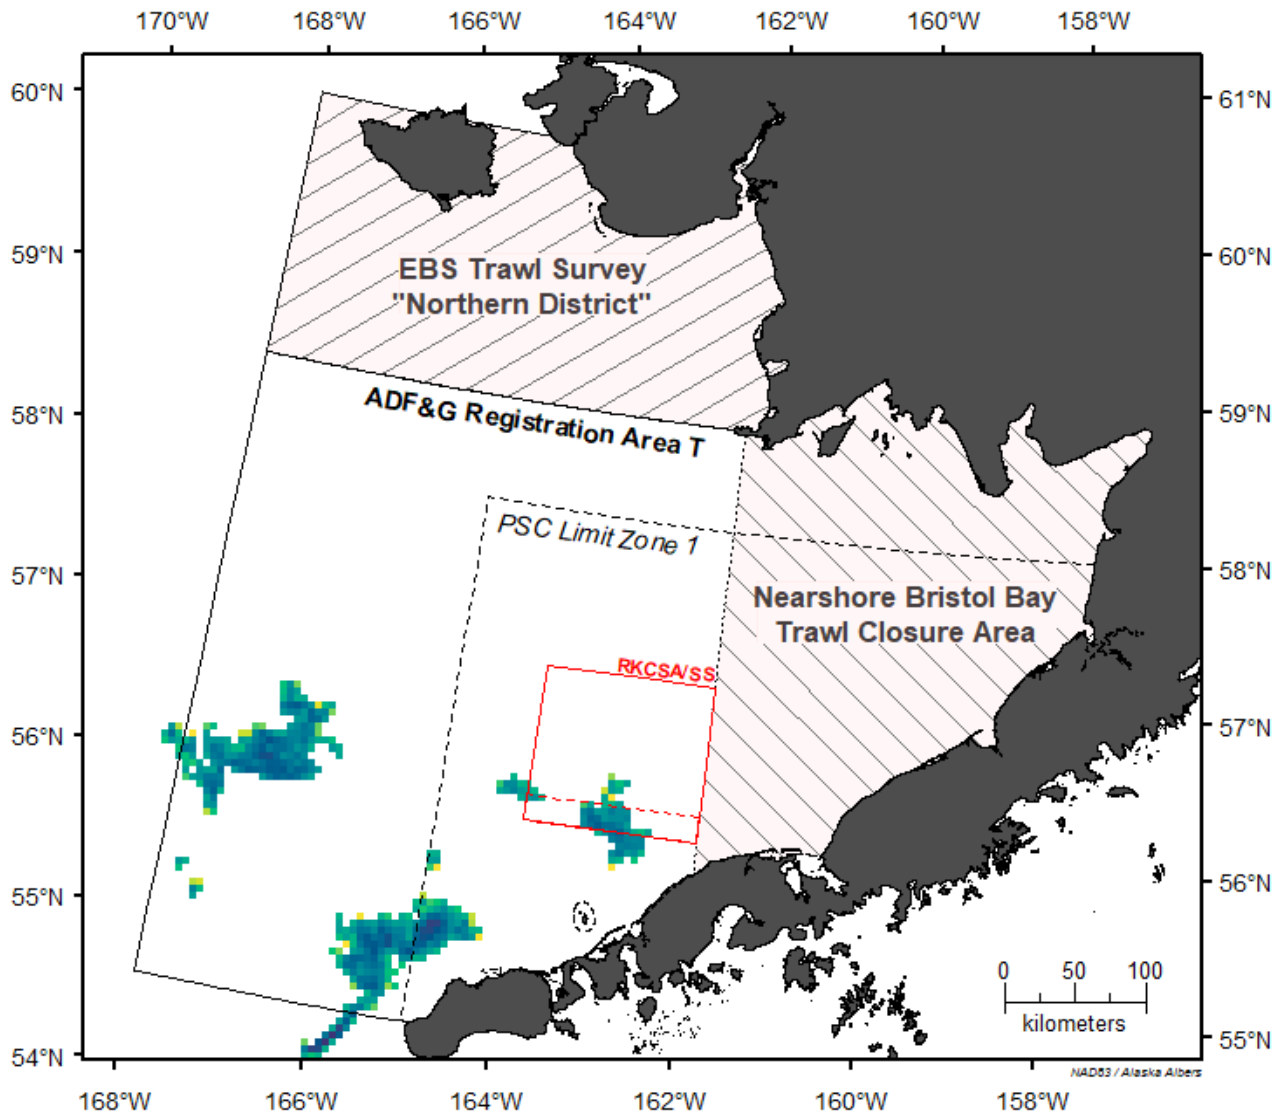 170°W 168°W 166°W 164°W 162°W 160°W 158°W
60°N
61°N
59°N
60°N
EBS Trawl Survey
"Northern District"
58°N
59°N
ADF&G Registration Area T
PSC Limit Zone 1
57°N
58°N
Nearshore Bristol Bay
Trawl Closure Area
RKCSA/SS
56°N
57°N
55°N
56°N
0 50 100
kilometers
54°N
55°N
NAD83 / Alaska Albers
168°W 166°W 164°W 162°W 160°W 158°W